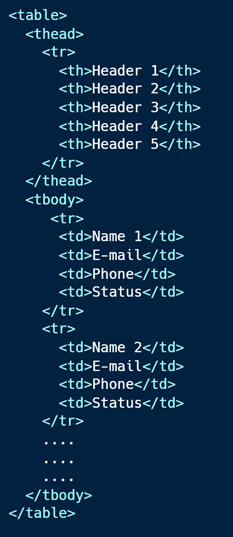 <table>
  <thead>
    <tr>
      <th>Header 1</th>
      <th>Header 2</th>
      <th>Header 3</th>
      <th>Header 4</th>
      <th>Header 5</th>
    </tr>
  </thead>
  <tbody>
     <tr>
      <td>Name 1</td>
      <td>E-mail</td>
      <td>Phone</td>
      <td>Status</td>
    </tr>
    <tr>
      <td>Name 2</td>
      <td>E-mail</td>
      <td>Phone</td>
      <td>Status</td>
    </tr>
    ....
    ....
    ....
  </tbody>
</table>